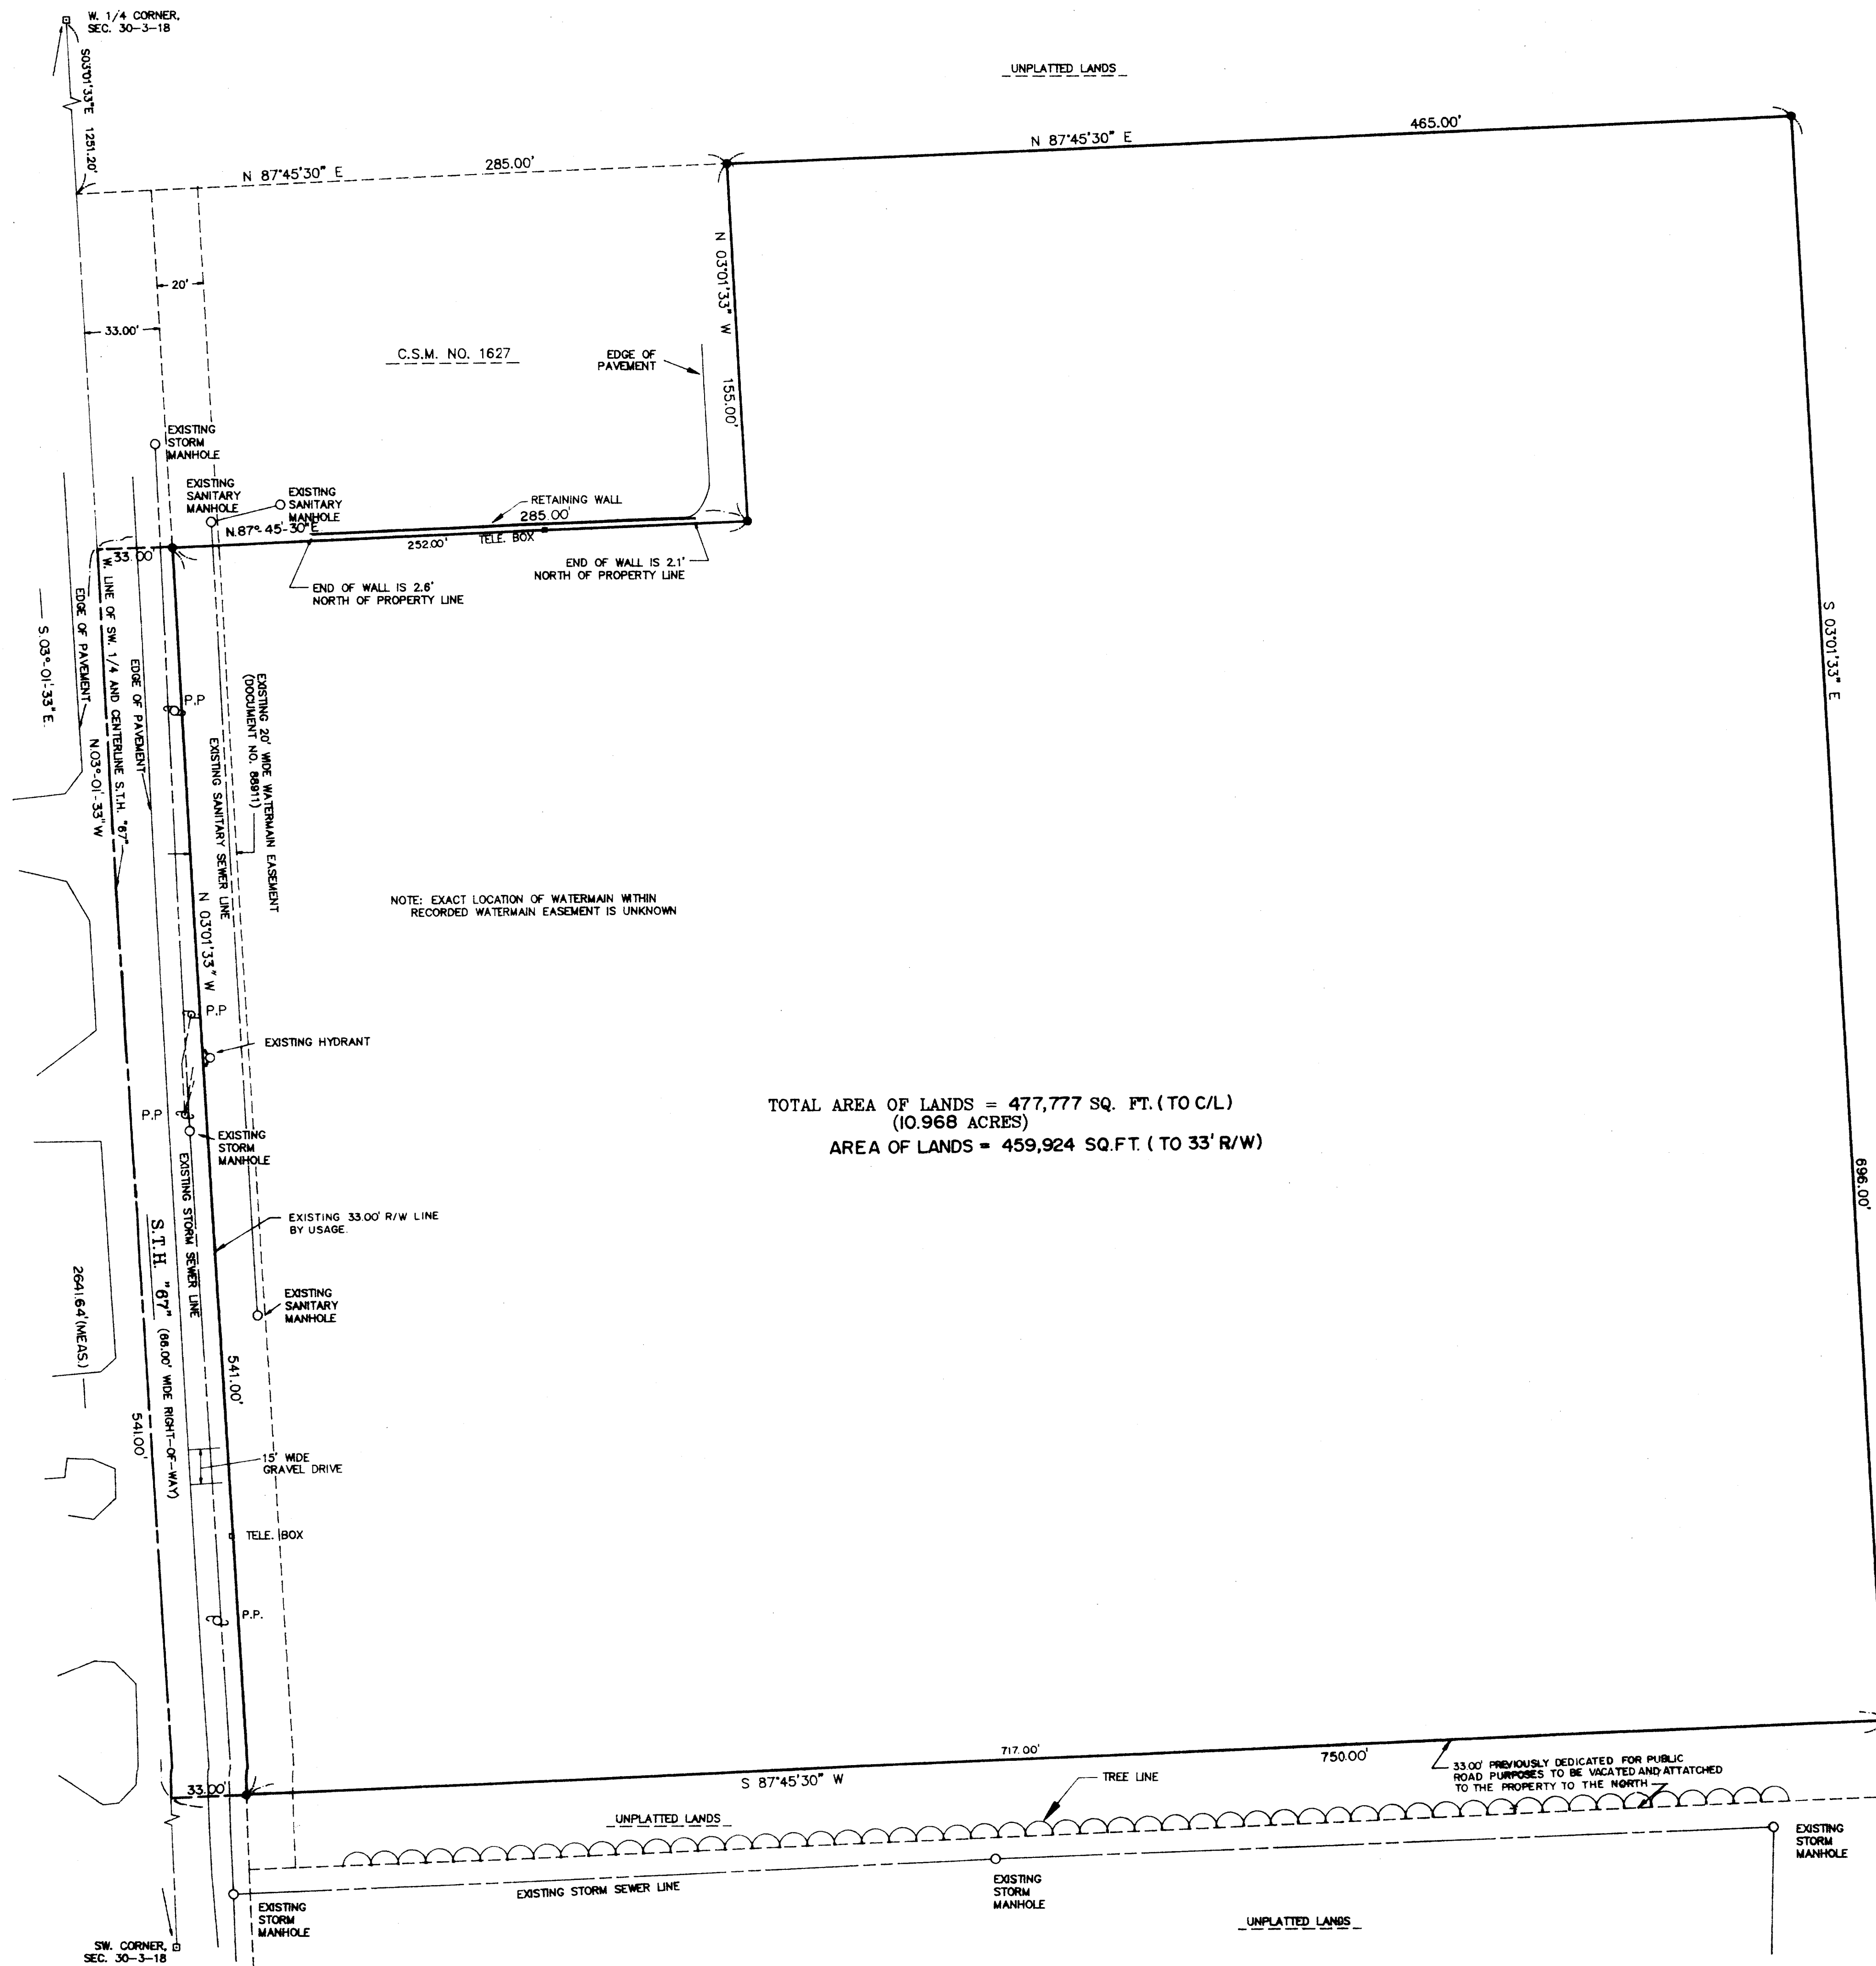 W. 1/4 CORNER,
SEC. 30-3-18
S03°01'33"E 1251.20'
UNPLATTED LANDS
N 87°45'30" E 465.00'
N 87°45'30" E 285.00'
20'
33.00'
N 03°01'33" W 155.00'
C.S.M. NO. 1627
EDGE OF
PAVEMENT
EXISTING
STORM
MANHOLE
EXISTING
SANITARY
MANHOLE
EXISTING
SANITARY
MANHOLE
RETAINING WALL
285.00'
N.87°-45'-30"E.
252.00'
TELE. BOX
33.00'
END OF WALL IS 2.1'
NORTH OF PROPERTY LINE
END OF WALL IS 2.6'
NORTH OF PROPERTY LINE
S.03°-01'-33"E.
EDGE OF PAVEMENT
W. LINE OF SW. 1/4 AND CENTERLINE S.T.H. "67"
N.03°-01'-33"W
EDGE OF PAVEMENT
P.P
EXISTING SANITARY SEWER LINE
EXISTING 20' WIDE WATERMAIN EASEMENT
(DOCUMENT NO. 88911)
S 03°01'33" E
696.00'
NOTE: EXACT LOCATION OF WATERMAIN WITHIN
RECORDED WATERMAIN EASEMENT IS UNKNOWN
N 03°01'33" W
P.P
EXISTING HYDRANT
P.P
EXISTING
STORM
MANHOLE
TOTAL AREA OF LANDS = 477,777 SQ. FT. (TO C/L)
(10.968 ACRES)
AREA OF LANDS = 459,924 SQ.FT. (TO 33' R/W)
EXISTING STORM SEWER LINE
EXISTING 33.00' R/W LINE
BY USAGE.
S.T.H. "67" (66.00' WIDE RIGHT-OF-WAY)
2641.64' (MEAS.)
EXISTING
SANITARY
MANHOLE
541.00'
541.00'
15' WIDE
GRAVEL DRIVE
TELE. BOX
P.P.
33.00'
717.00'
750.00'
S 87°45'30" W
TREE LINE
33.00' PREVIOUSLY DEDICATED FOR PUBLIC
ROAD PURPOSES TO BE VACATED AND ATTATCHED
TO THE PROPERTY TO THE NORTH
UNPLATTED LANDS
EXISTING
STORM
MANHOLE
EXISTING STORM SEWER LINE
EXISTING
STORM
MANHOLE
EXISTING
STORM
MANHOLE
UNPLATTED LANDS
SW. CORNER,
SEC. 30-3-18